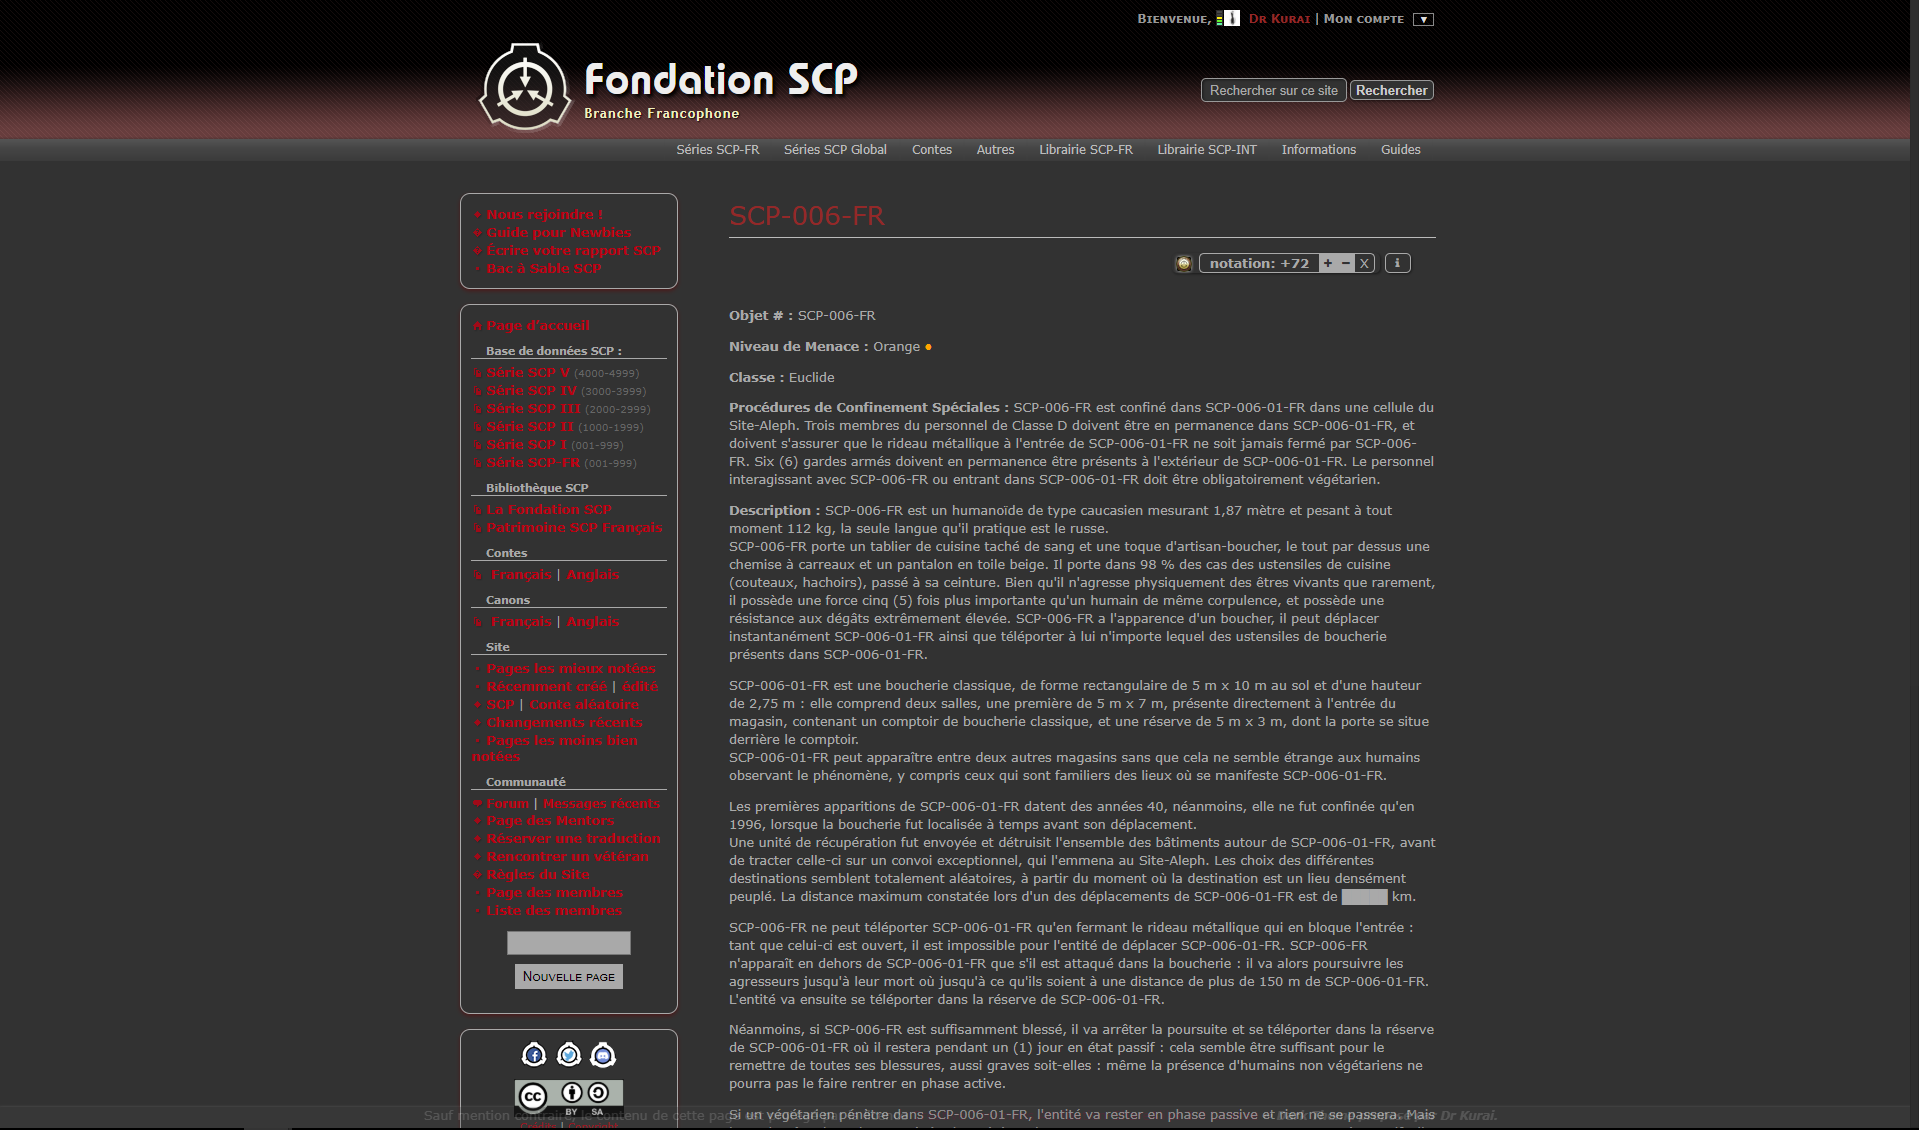 Bienvenue, Dr Kurai | Mon compte ▼
Fondation SCP
Branche Francophone
Rechercher sur ce site Rechercher
Séries SCP-FR Séries SCP Global Contes Autres Librairie SCP-FR Librairie SCP-INT Informations Guides
Nous rejoindre !
Guide pour Newbies
Écrire votre rapport SCP
Bac à Sable SCP
Page d'accueil
Base de données SCP :
Série SCP V (4000-4999)
Série SCP IV (3000-3999)
Série SCP III (2000-2999)
Série SCP II (1000-1999)
Série SCP I (001-999)
Série SCP-FR (001-999)
Bibliothèque SCP
La Fondation SCP
Patrimoine SCP Français
Contes
Français | Anglais
Canons
Français | Anglais
Site
Pages les mieux notées
Récemment créé | édité
SCP | Conte aléatoire
Changements récents
Pages les moins bien
notées
Communauté
Forum | Messages récents
Page des Mentors
Réserver une traduction
Rencontrer un vétéran
Règles du Site
Page des membres
Liste des membres
Nouvelle page
cc BY SA
SCP-006-FR
notation: +72 + − X i
Objet # : SCP-006-FR
Niveau de Menace : Orange ●
Classe : Euclide
Procédures de Confinement Spéciales : SCP-006-FR est confiné dans SCP-006-01-FR dans une cellule du
Site-Aleph. Trois membres du personnel de Classe D doivent être en permanence dans SCP-006-01-FR, et
doivent s'assurer que le rideau métallique à l'entrée de SCP-006-01-FR ne soit jamais fermé par SCP-006-
FR. Six (6) gardes armés doivent en permanence être présents à l'extérieur de SCP-006-01-FR. Le personnel
interagissant avec SCP-006-FR ou entrant dans SCP-006-01-FR doit être obligatoirement végétarien.
Description : SCP-006-FR est un humanoïde de type caucasien mesurant 1,87 mètre et pesant à tout
moment 112 kg, la seule langue qu'il pratique est le russe.
SCP-006-FR porte un tablier de cuisine taché de sang et une toque d'artisan-boucher, le tout par dessus une
chemise à carreaux et un pantalon en toile beige. Il porte dans 98 % des cas des ustensiles de cuisine
(couteaux, hachoirs), passé à sa ceinture. Bien qu'il n'agresse physiquement des êtres vivants que rarement,
il possède une force cinq (5) fois plus importante qu'un humain de même corpulence, et possède une
résistance aux dégâts extrêmement élevée. SCP-006-FR a l'apparence d'un boucher, il peut déplacer
instantanément SCP-006-01-FR ainsi que téléporter à lui n'importe lequel des ustensiles de boucherie
présents dans SCP-006-01-FR.
SCP-006-01-FR est une boucherie classique, de forme rectangulaire de 5 m x 10 m au sol et d'une hauteur
de 2,75 m : elle comprend deux salles, une première de 5 m x 7 m, présente directement à l'entrée du
magasin, contenant un comptoir de boucherie classique, et une réserve de 5 m x 3 m, dont la porte se situe
derrière le comptoir.
SCP-006-01-FR peut apparaître entre deux autres magasins sans que cela ne semble étrange aux humains
observant le phénomène, y compris ceux qui sont familiers des lieux où se manifeste SCP-006-01-FR.
Les premières apparitions de SCP-006-01-FR datent des années 40, néanmoins, elle ne fut confinée qu'en
1996, lorsque la boucherie fut localisée à temps avant son déplacement.
Une unité de récupération fut envoyée et détruisit l'ensemble des bâtiments autour de SCP-006-01-FR, avant
de tracter celle-ci sur un convoi exceptionnel, qui l'emmena au Site-Aleph. Les choix des différentes
destinations semblent totalement aléatoires, à partir du moment où la destination est un lieu densément
peuplé. La distance maximum constatée lors d'un des déplacements de SCP-006-01-FR est de █████ km.
SCP-006-FR ne peut téléporter SCP-006-01-FR qu'en fermant le rideau métallique qui en bloque l'entrée :
tant que celui-ci est ouvert, il est impossible pour l'entité de déplacer SCP-006-01-FR. SCP-006-FR
n'apparaît en dehors de SCP-006-01-FR que s'il est attaqué dans la boucherie : il va alors poursuivre les
agresseurs jusqu'à leur mort où jusqu'à ce qu'ils soient à une distance de plus de 150 m de SCP-006-01-FR.
L'entité va ensuite se téléporter dans la réserve de SCP-006-01-FR.
Néanmoins, si SCP-006-FR est suffisamment blessé, il va arrêter la poursuite et se téléporter dans la réserve
de SCP-006-01-FR où il restera pendant un (1) jour en état passif : cela semble être suffisant pour le
remettre de toutes ses blessures, aussi graves soit-elles : même la présence d'humains non végétariens ne
pourra pas le faire rentrer en phase active.
Si un végétarien pénètre dans SCP-006-01-FR, l'entité va rester en phase passive et rien ne se passera. Mais
Sauf mention contraire, le contenu de cette page
Dr Kurai.